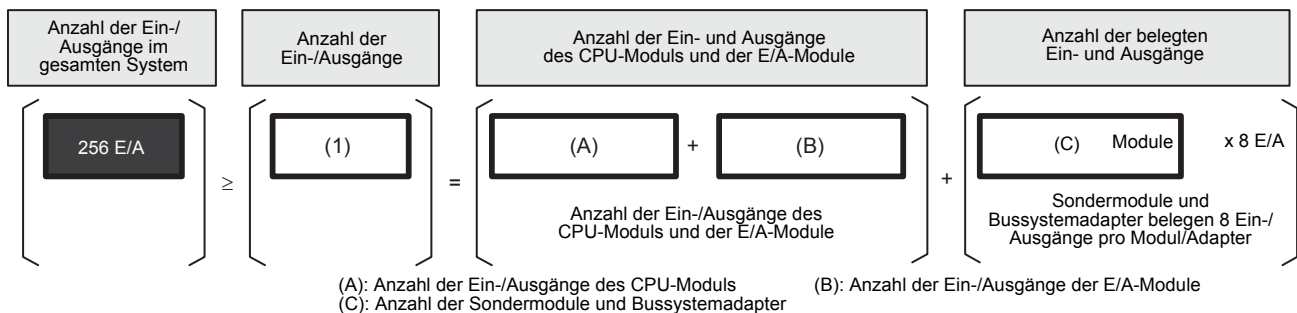 Anzahl der Ein-/
Ausgänge im
gesamten System
Anzahl der
Ein-/Ausgänge
Anzahl der Ein- und Ausgänge
des CPU-Moduls und der E/A-Module
Anzahl der belegten
Ein- und Ausgänge
256 E/A
≥
(1)
=
(A)
+
(B)
+
(C) Module
x 8 E/A
Anzahl der Ein-/Ausgänge des
CPU-Moduls und der E/A-Module
Sondermodule und
Bussystemadapter belegen 8 Ein-/
Ausgänge pro Modul/Adapter
(A): Anzahl der Ein-/Ausgänge des CPU-Moduls
(B): Anzahl der Ein-/Ausgänge der E/A-Module
(C): Anzahl der Sondermodule und Bussystemadapter